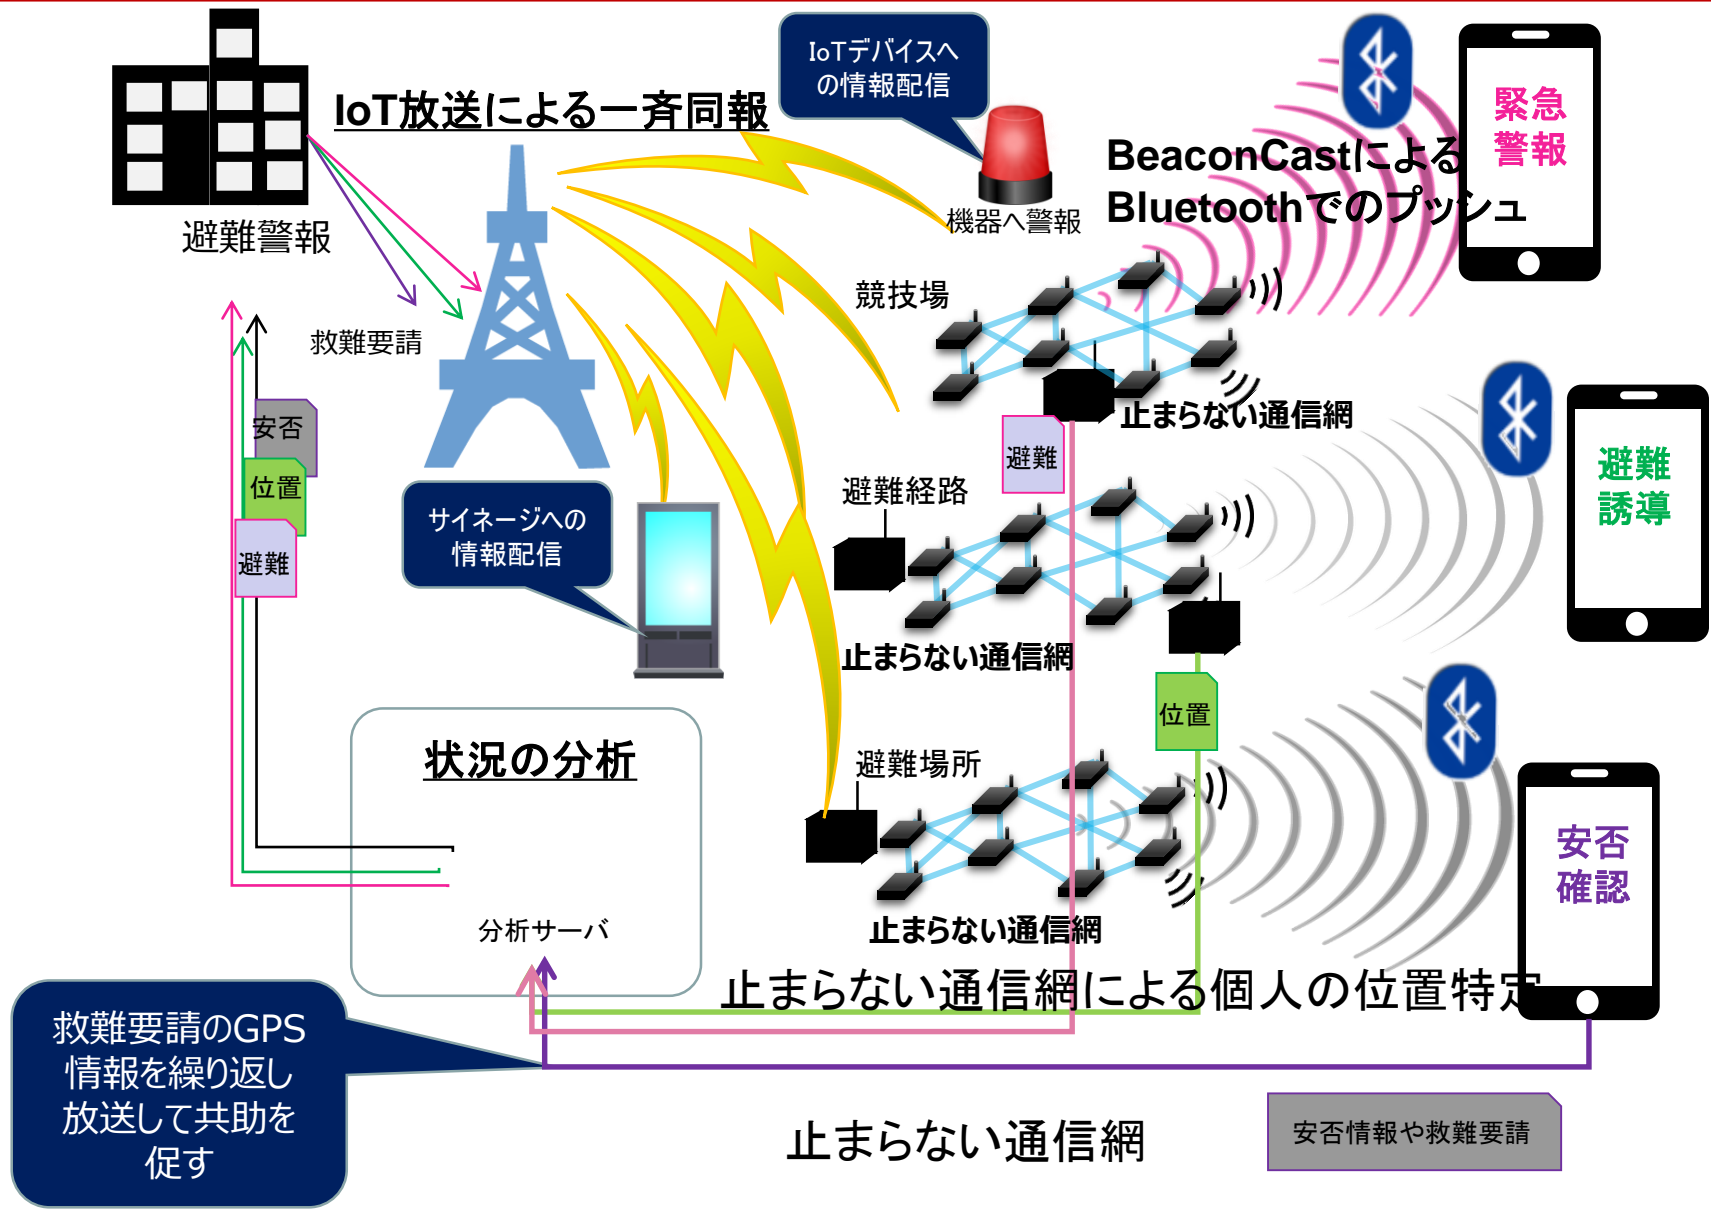 IoTデバイスへ
の情報配信
緊急
警報
IoT放送による一斉同報
BeaconCastによる
Bluetoothでのプッシュ
避難警報
機器へ警報
競技場
救難要請
止まらない通信網
安否
避難
避難
誘導
位置
避難経路
サイネージへの
情報配信
避難
止まらない通信網
位置
状況の分析
避難場所
安否
確認
分析サーバ
止まらない通信網
止まらない通信網による個人の位置特定
救難要請のGPS
情報を繰り返し
放送して共助を
促す
止まらない通信網
安否情報や救難要請